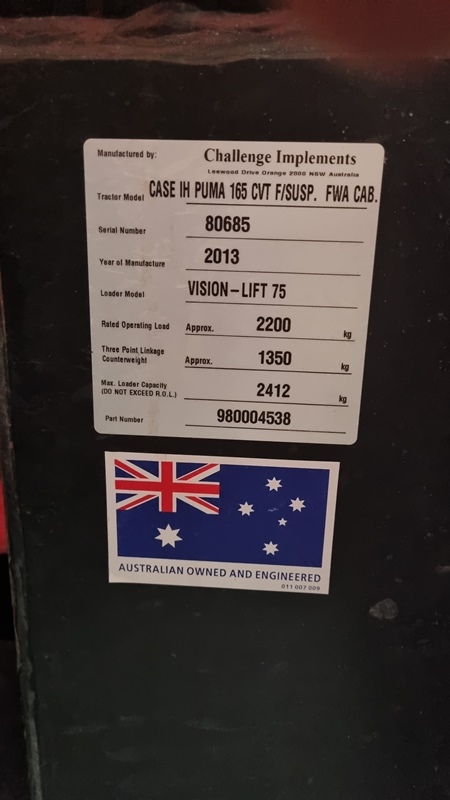 Manufactured by: Challenge Implements
Leewood Drive Orange 2800 NSW Australia
Tractor Model CASE IH PUMA 165 CVT F/SUSP. FWA CAB.
Serial Number 80685
Year of Manufacture 2013
Loader Model VISION-LIFT 75
Rated Operating Load Approx. 2200 kg
Three Point Linkage
Counterweight Approx. 1350 kg
Max. Loader Capacity
(DO NOT EXCEED R.O.L.) 2412 kg
Part Number 980004538
AUSTRALIAN OWNED AND ENGINEERED
011 007 009